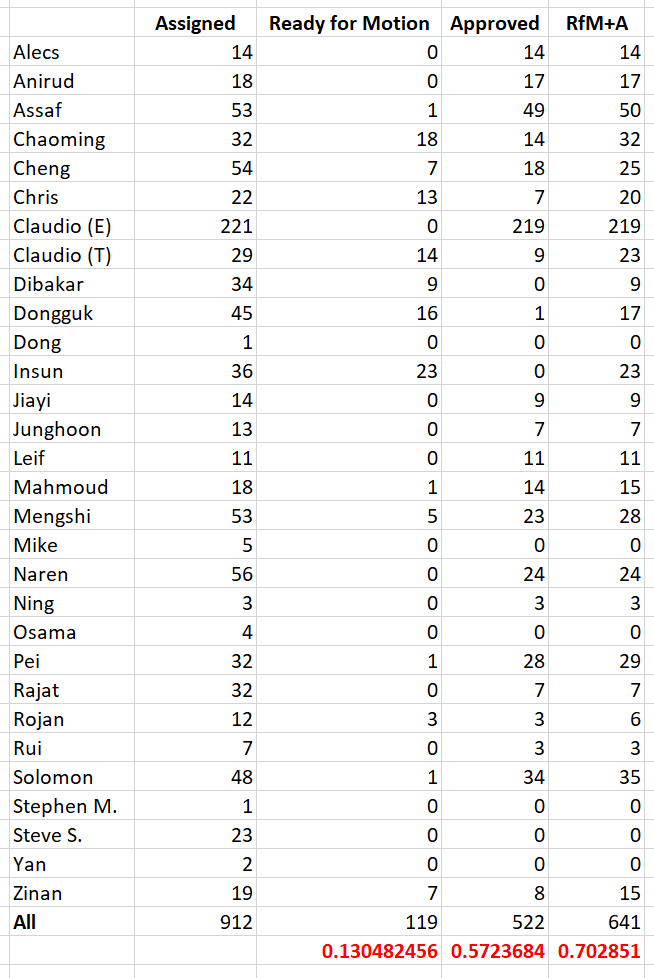 Assigned Ready for Motion Approved RfM+A
Alecs 14 0 14 14
Anirud 18 0 17 17
Assaf 53 1 49 50
Chaoming 32 18 14 32
Cheng 54 7 18 25
Chris 22 13 7 20
Claudio (E) 221 0 219 219
Claudio (T) 29 14 9 23
Dibakar 34 9 0 9
Dongguk 45 16 1 17
Dong 1 0 0 0
Insun 36 23 0 23
Jiayi 14 0 9 9
Junghoon 13 0 7 7
Leif 11 0 11 11
Mahmoud 18 1 14 15
Mengshi 53 5 23 28
Mike 5 0 0 0
Naren 56 0 24 24
Ning 3 0 3 3
Osama 4 0 0 0
Pei 32 1 28 29
Rajat 32 0 7 7
Rojan 12 3 3 6
Rui 7 0 3 3
Solomon 48 1 34 35
Stephen M. 1 0 0 0
Steve S. 23 0 0 0
Yan 2 0 0 0
Zinan 19 7 8 15
All 912 119 522 641
0.130482456 0.5723684 0.702851